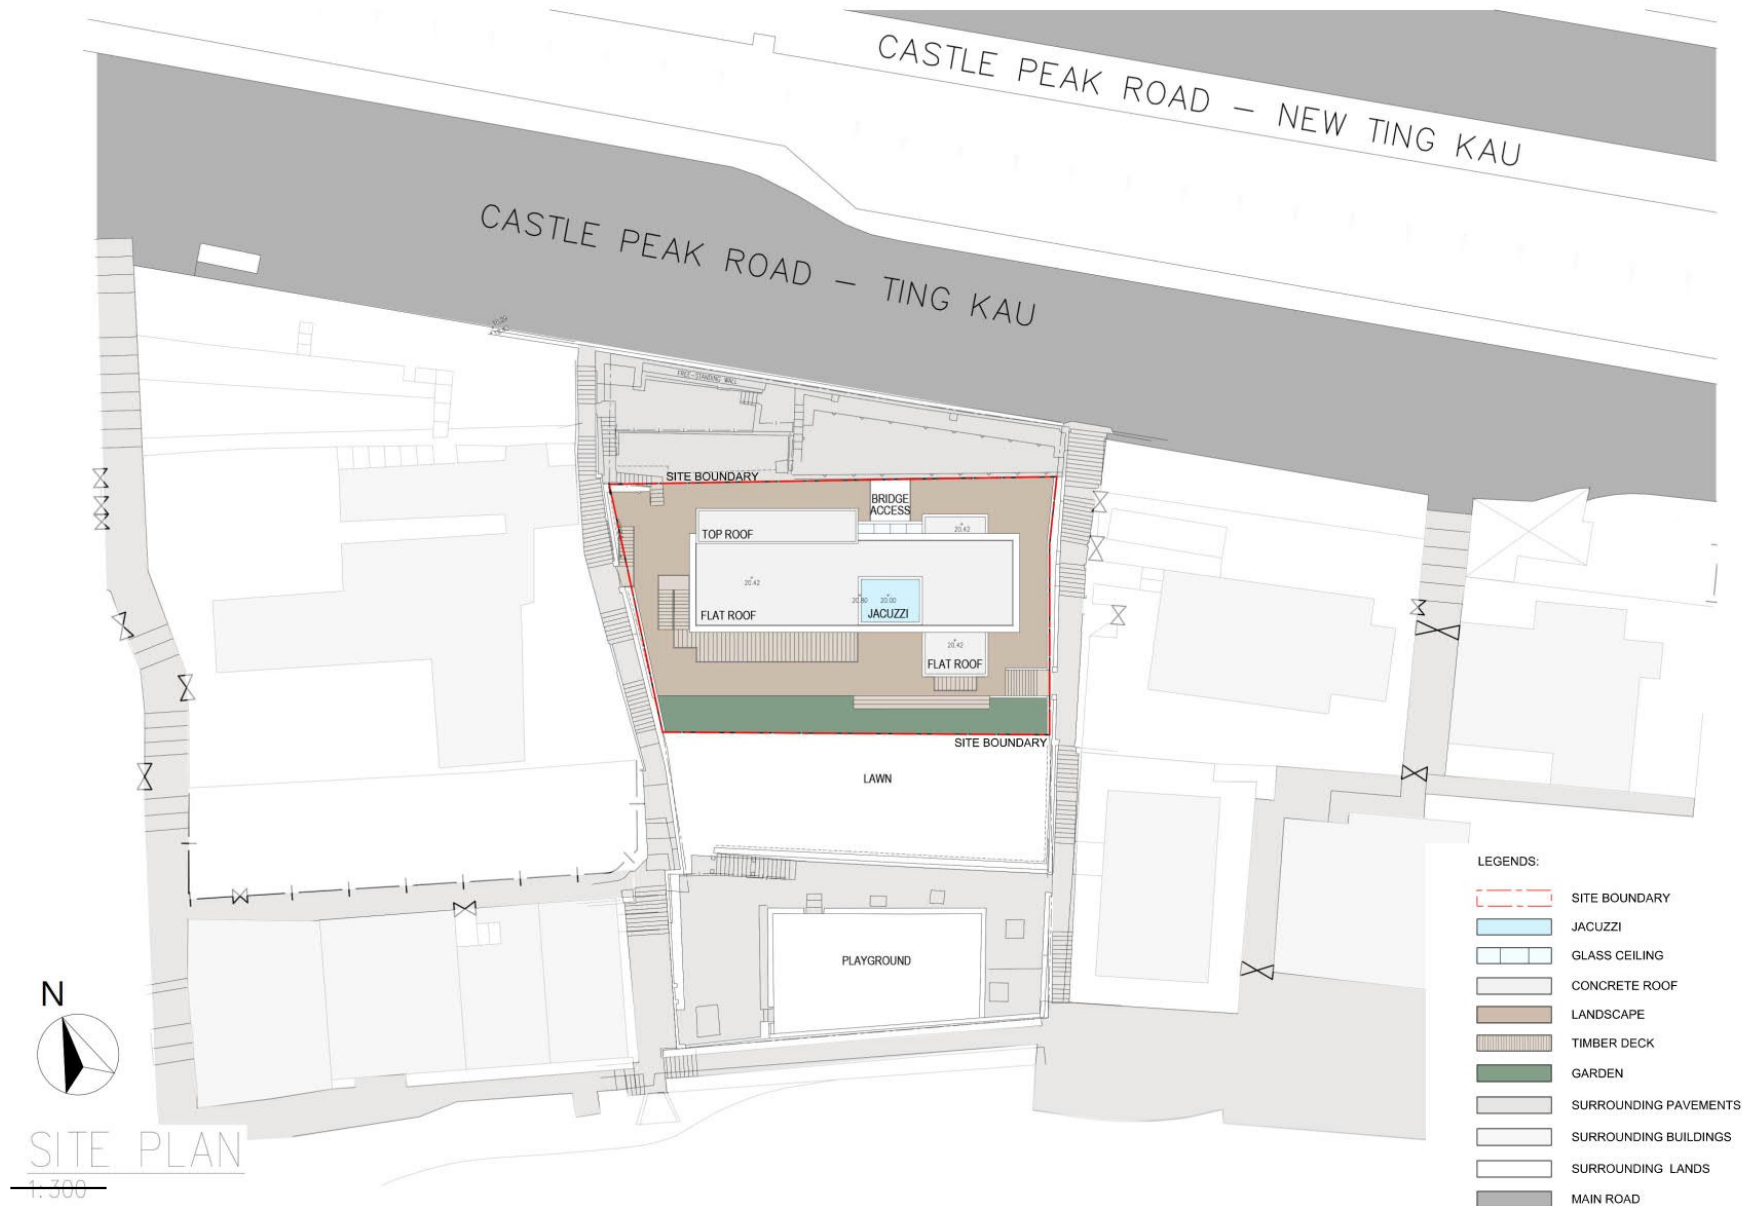 CASTLE PEAK ROAD – NEW TING KAU
CASTLE PEAK ROAD – TING KAU
FREE-STANDING WALL
SITE BOUNDARY
BRIDGE
ACCESS
TOP ROOF
20.42
20.42
20.80
20.00
FLAT ROOF
JACUZZI
20.42
FLAT ROOF
SITE BOUNDARY
LAWN
PLAYGROUND
LEGENDS:
SITE BOUNDARY
JACUZZI
GLASS CEILING
CONCRETE ROOF
LANDSCAPE
TIMBER DECK
GARDEN
SURROUNDING PAVEMENTS
SURROUNDING BUILDINGS
SURROUNDING LANDS
MAIN ROAD
N
SITE PLAN
1:300